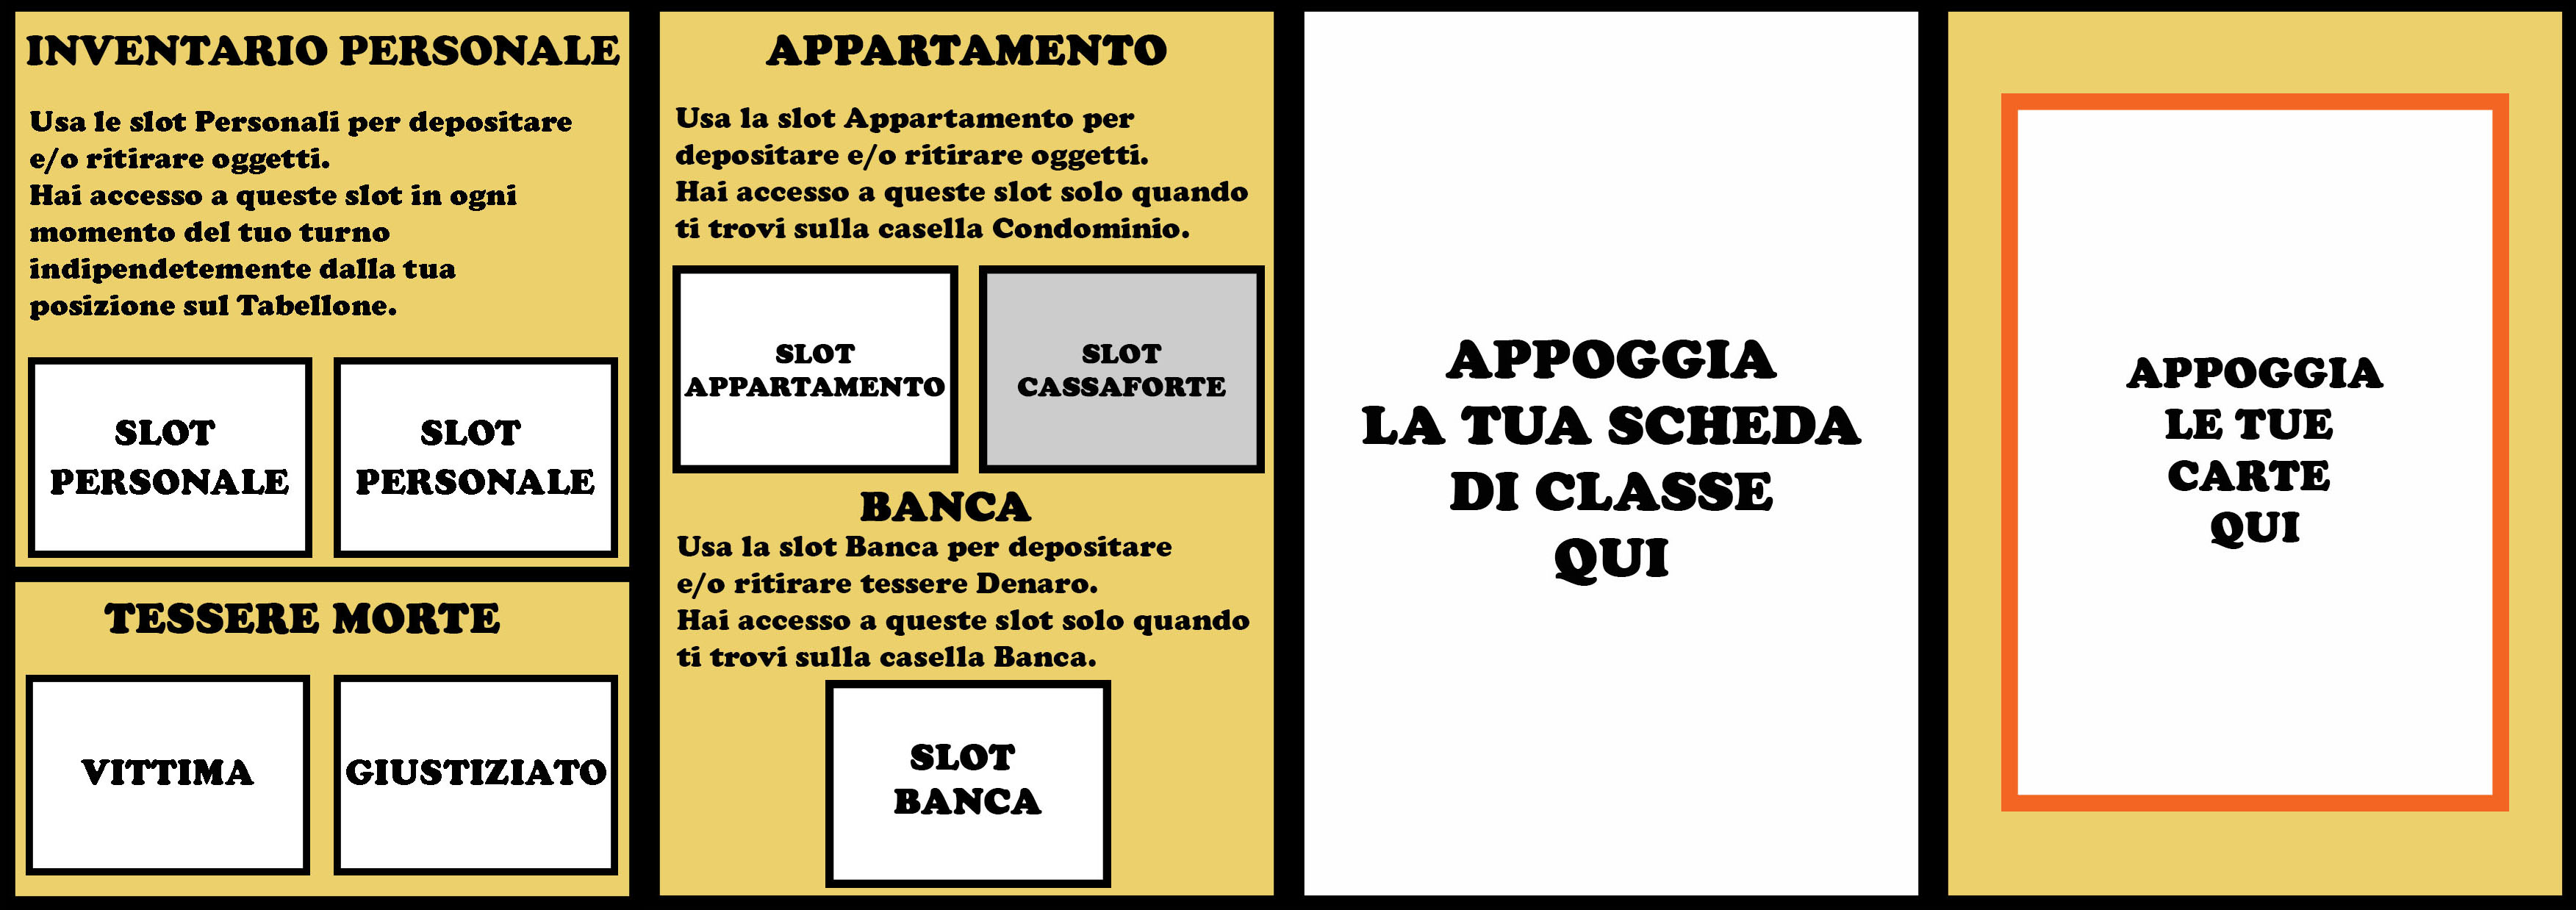 INVENTARIO PERSONALE
Usa le slot Personali per depositare
e/o ritirare oggetti.
Hai accesso a queste slot in ogni
momento del tuo turno
indipendetemente dalla tua
posizione sul Tabellone.
SLOT
PERSONALE
SLOT
PERSONALE
TESSERE MORTE
VITTIMA
GIUSTIZIATO
APPARTAMENTO
Usa la slot Appartamento per
depositare e/o ritirare oggetti.
Hai accesso a queste slot solo quando
ti trovi sulla casella Condominio.
SLOT
APPARTAMENTO
SLOT
CASSAFORTE
BANCA
Usa la slot Banca per depositare
e/o ritirare tessere Denaro.
Hai accesso a queste slot solo quando
ti trovi sulla casella Banca.
SLOT
BANCA
APPOGGIA
LA TUA SCHEDA
DI CLASSE
QUI
APPOGGIA
LE TUE
CARTE
QUI